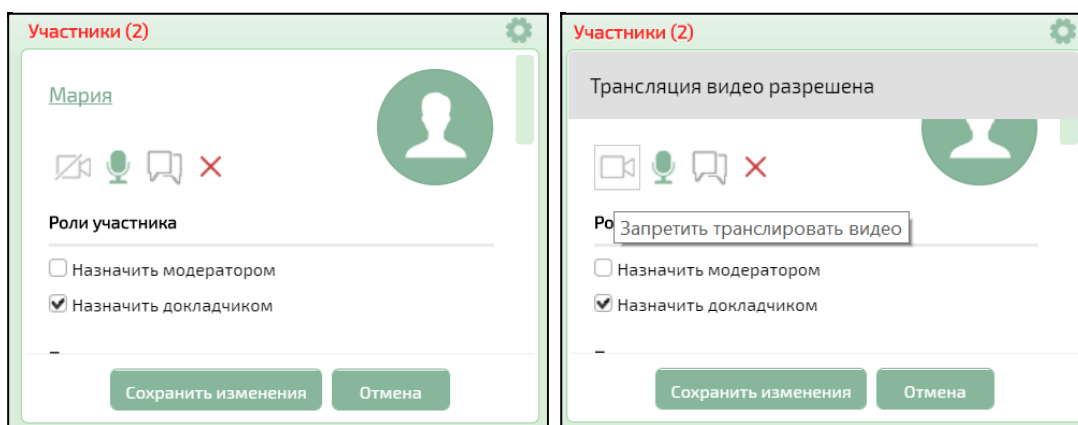 Участники (2)
Мария
Роли участника
Назначить модератором
Назначить докладчиком
Сохранить изменения
Отмена
Участники (2)
Трансляция видео разрешена
Ро
Запретить транслировать видео
Назначить модератором
Назначить докладчиком
Сохранить изменения
Отмена